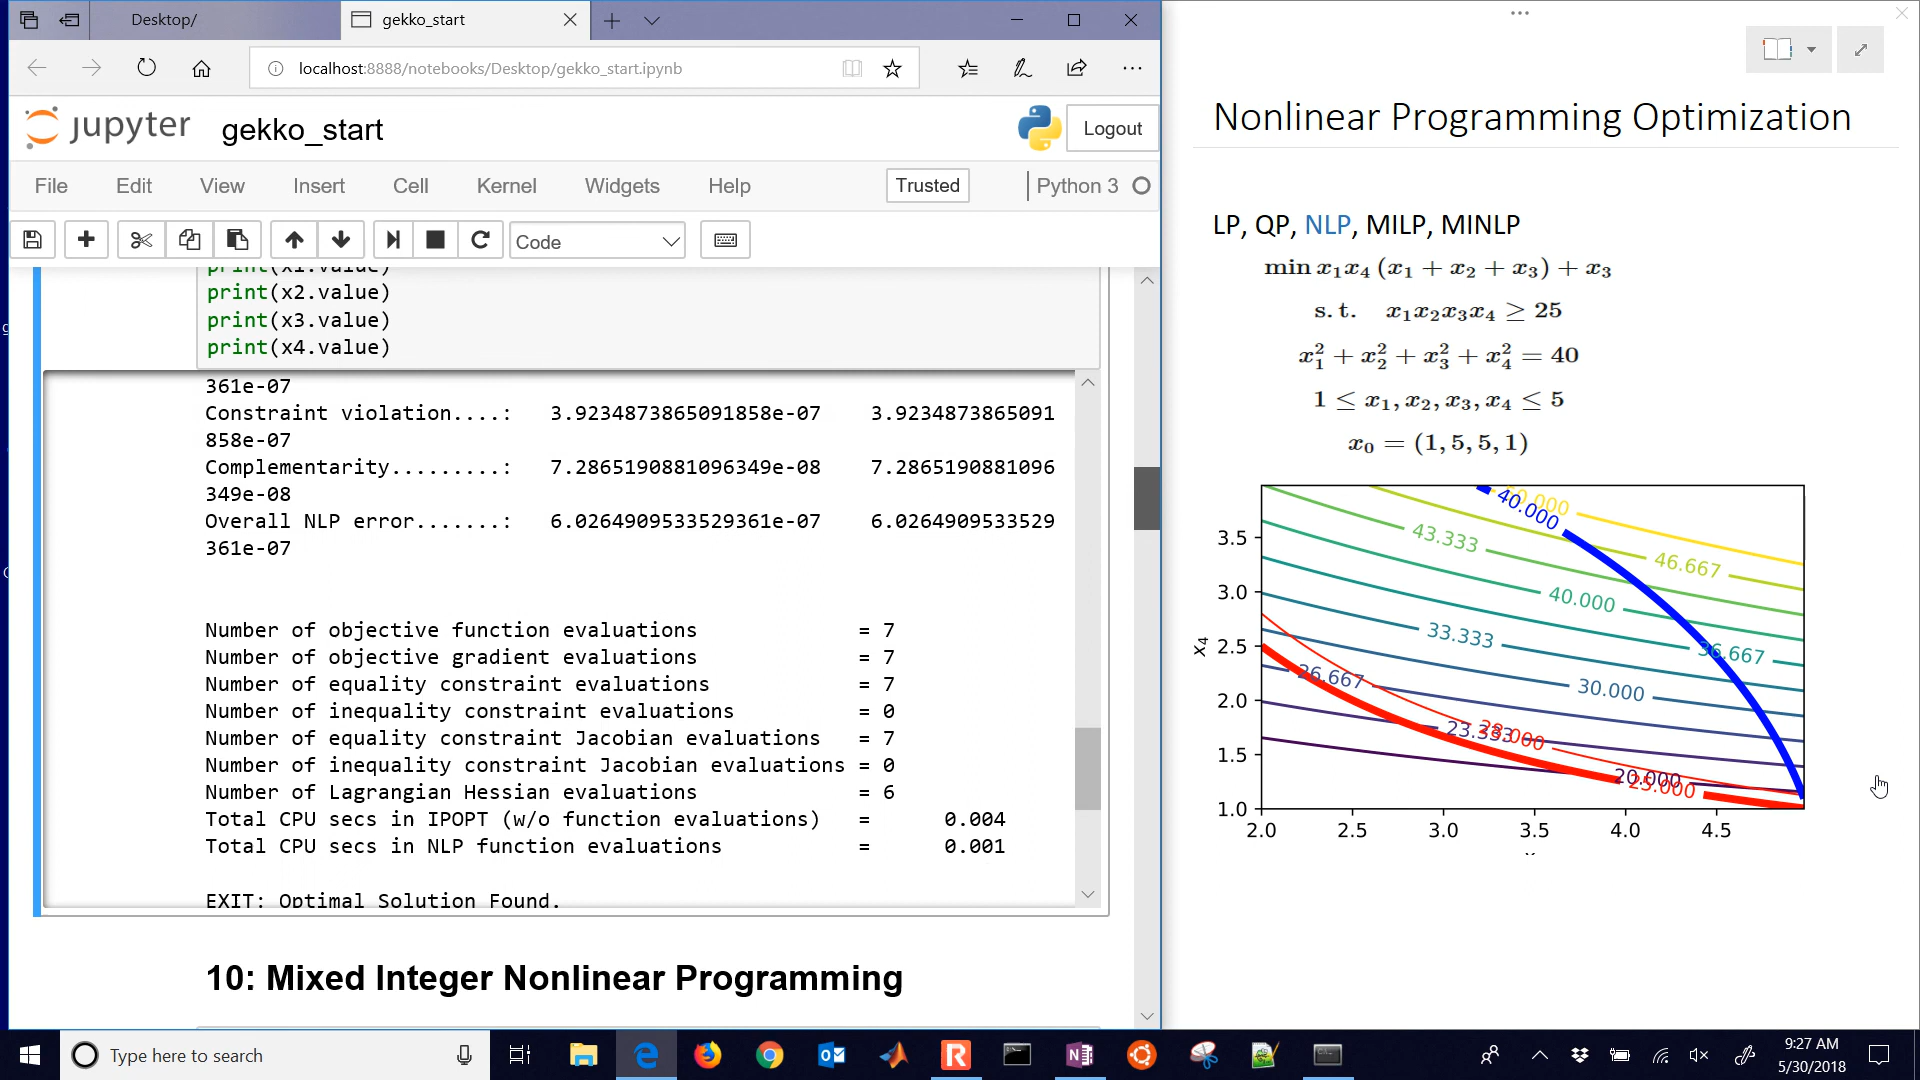 Desktop/
gekko_start
localhost:8888/notebooks/Desktop/gekko_start.ipynb
jupyter
gekko_start
Logout
File Edit View Insert Cell Kernel Widgets Help
Trusted
Python 3
Code
print(x1.value)
print(x2.value)
print(x3.value)
print(x4.value)
361e-07
Constraint violation....:   3.9234873865091858e-07    3.9234873865091
858e-07
Complementarity.........:   7.2865190881096349e-08    7.2865190881096
349e-08
Overall NLP error.......:   6.0264909533529361e-07    6.0264909533529
361e-07
Number of objective function evaluations             = 7
Number of objective gradient evaluations             = 7
Number of equality constraint evaluations            = 7
Number of inequality constraint evaluations          = 0
Number of equality constraint Jacobian evaluations   = 7
Number of inequality constraint Jacobian evaluations = 0
Number of Lagrangian Hessian evaluations             = 6
Total CPU secs in IPOPT (w/o function evaluations)   =      0.004
Total CPU secs in NLP function evaluations           =      0.001
EXIT: Optimal Solution Found.
10: Mixed Integer Nonlinear Programming
Nonlinear Programming Optimization
LP, QP, NLP, MILP, MINLP
min x₁x₄ (x₁ + x₂ + x₃) + x₃
s.t. x₁x₂x₃x₄ ≥ 25
x₁² + x₂² + x₃² + x₄² = 40
1 ≤ x₁, x₂, x₃, x₄ ≤ 5
x₀ = (1, 5, 5, 1)
50.000
40.000
43.333
46.667
40.000
33.333
36.667
26.667
30.000
23.333
28.000
20.000
25.000
3.5
3.0
2.5
2.0
1.5
1.0
x₄
2.0 2.5 3.0 3.5 4.0 4.5
Type here to search
9:27 AM
5/30/2018